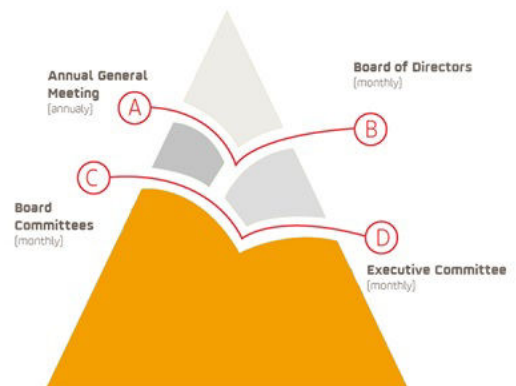 Annual General
Meeting
(annualy)
A
Board of Directors
(monthly)
B
C
Board
Committees
(monthly)
D
Executive Committee
(monthly)